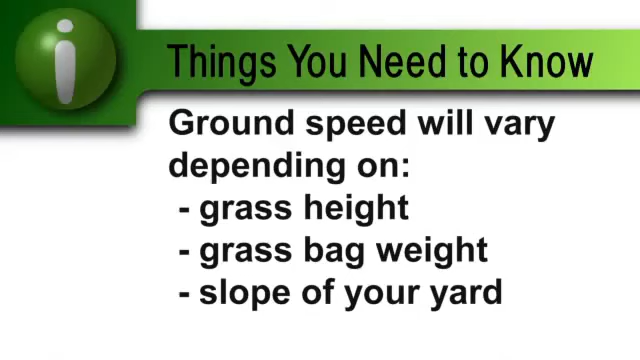 i
Things You Need to Know
Ground speed will vary
depending on:
- grass height
- grass bag weight
- slope of your yard